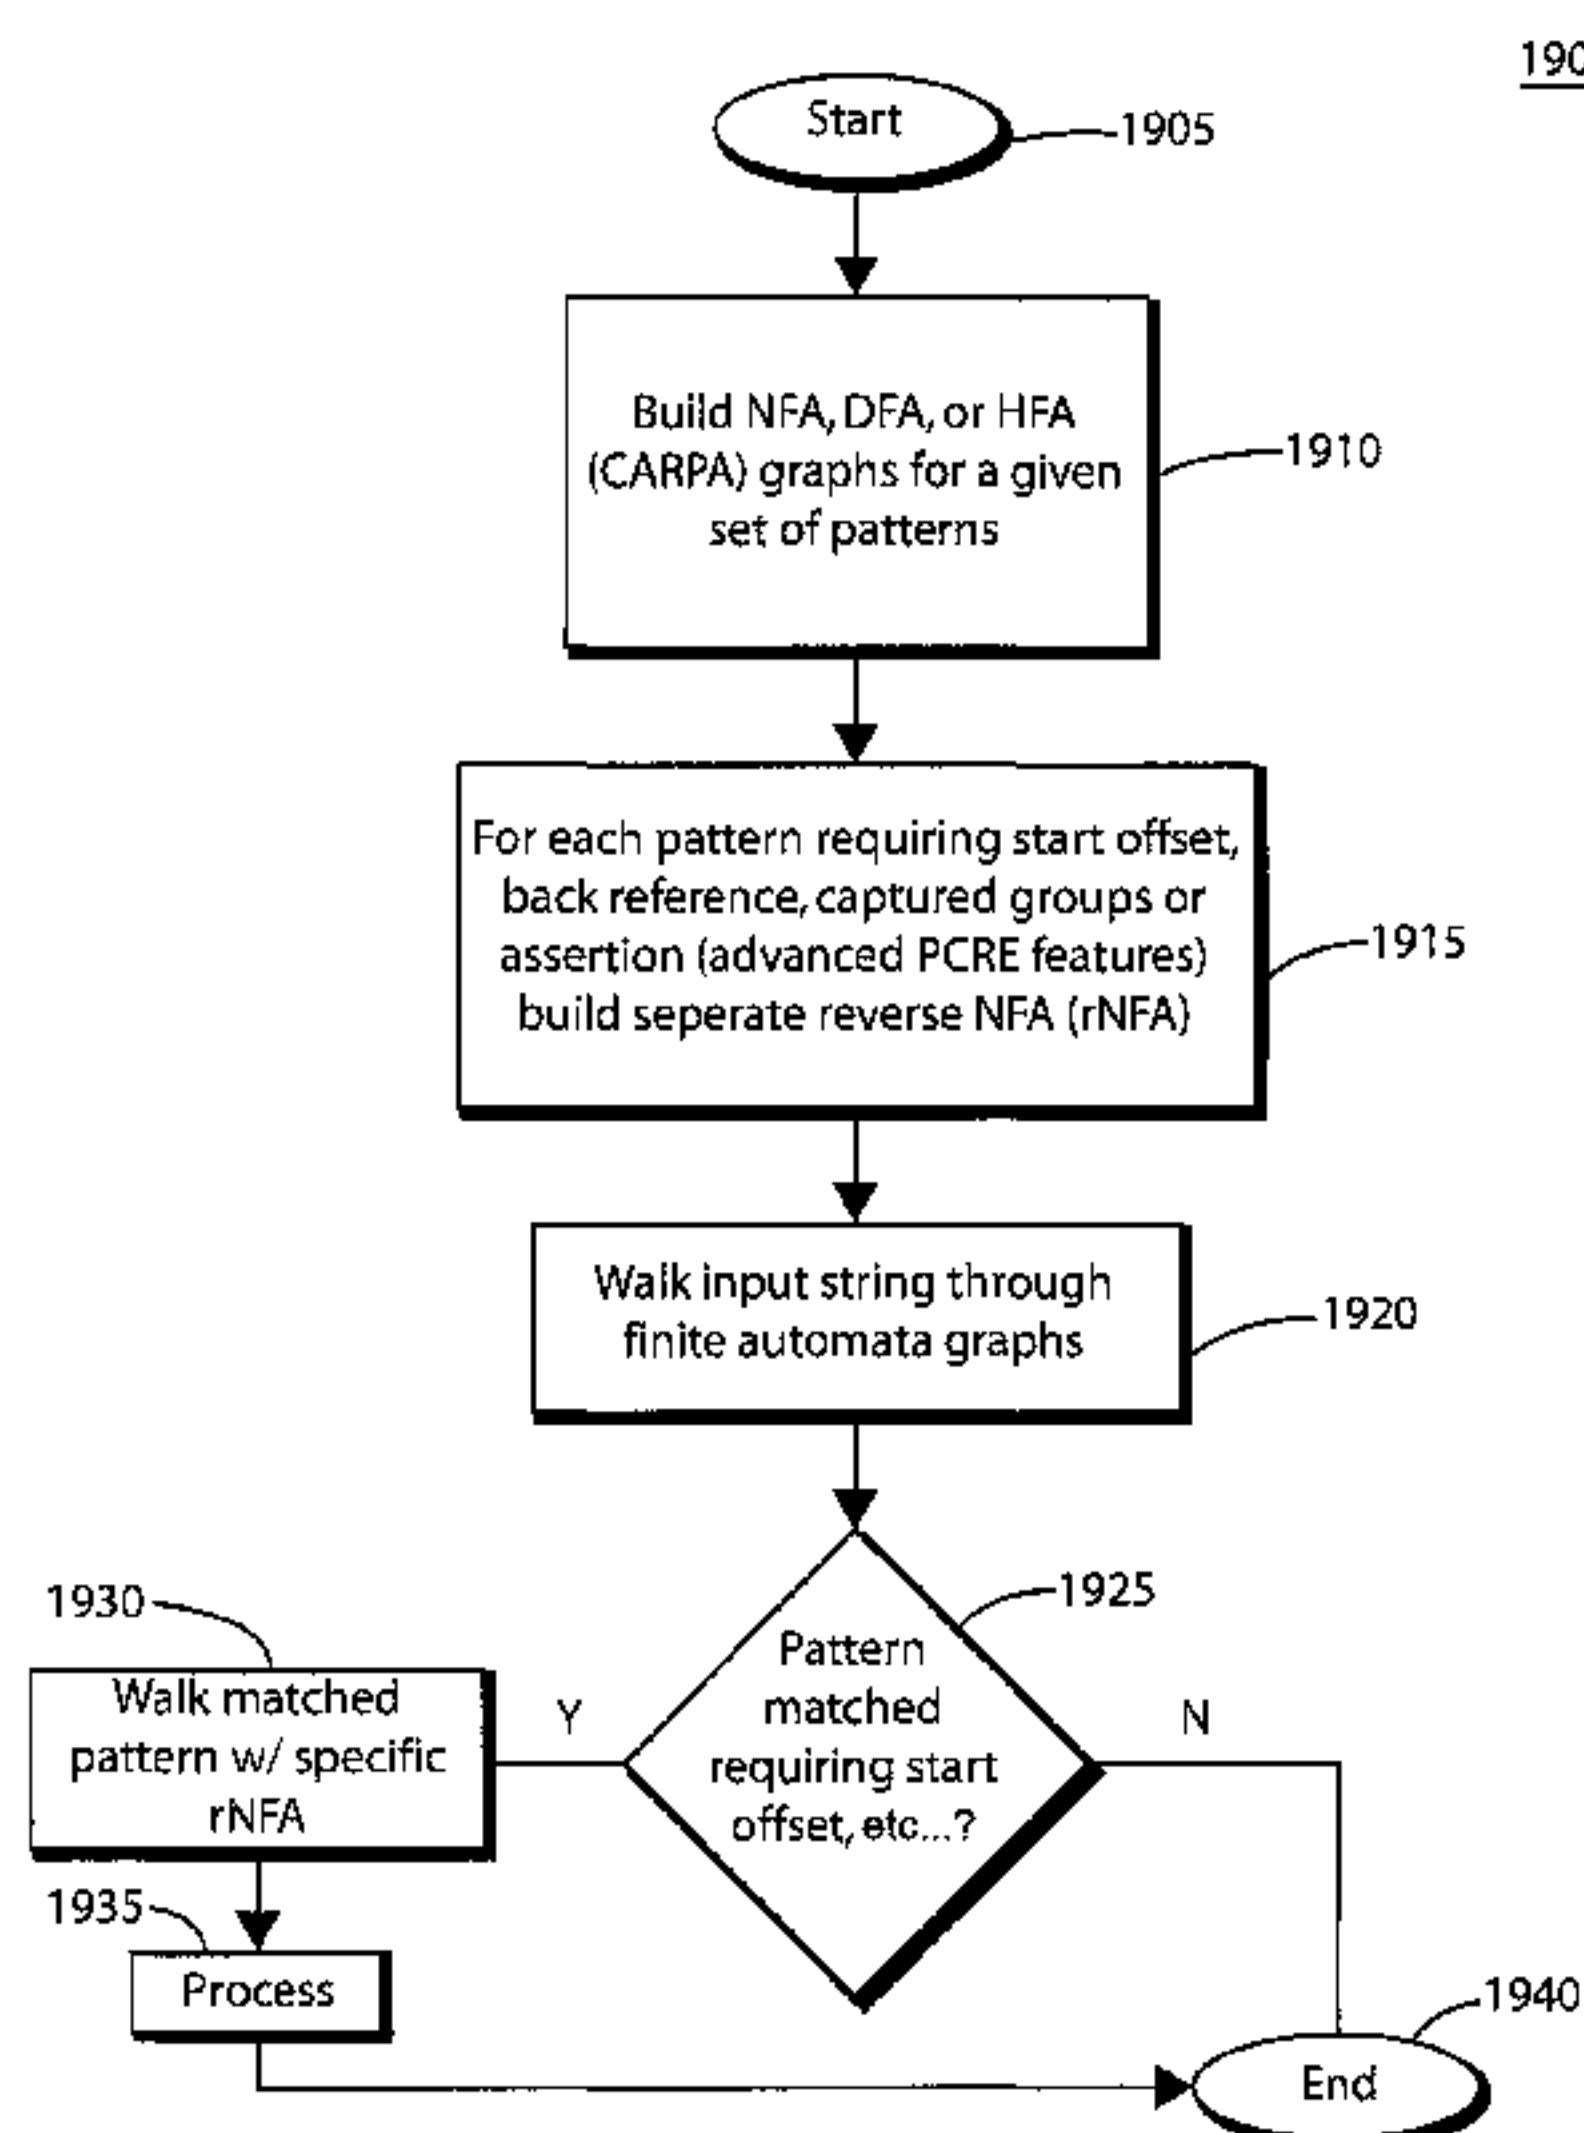 190
Start
1905
Build NFA, DFA, or HFA
(CARPA) graphs for a given
set of patterns
1910
For each pattern requiring start offset,
back reference, captured groups or
assertion (advanced PCRE features)
build seperate reverse NFA (rNFA)
1915
Walk input string through
finite automata graphs
1920
1925
Pattern
matched
requiring start
offset, etc...?
Y
N
1930
Walk matched
pattern w/ specific
rNFA
1935
Process
1940
End